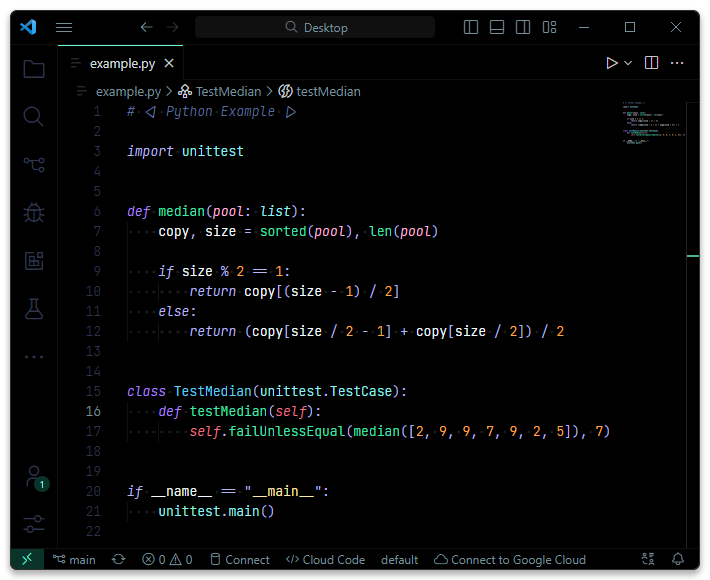 Desktop
example.py
example.py > TestMedian > testMedian
1 # ◁ Python Example ▷
2
3 import unittest
4
5
6 def median(pool: list):
7     copy, size = sorted(pool), len(pool)
8
9     if size % 2 == 1:
10         return copy[(size - 1) / 2]
11     else:
12         return (copy[size / 2 - 1] + copy[size / 2]) / 2
13
14
15 class TestMedian(unittest.TestCase):
16     def testMedian(self):
17         self.failUnlessEqual(median([2, 9, 9, 7, 9, 2, 5]), 7)
18
19
20 if __name__ == "__main__":
21     unittest.main()
22
1
main 0 0 Connect </> Cloud Code default Connect to Google Cloud